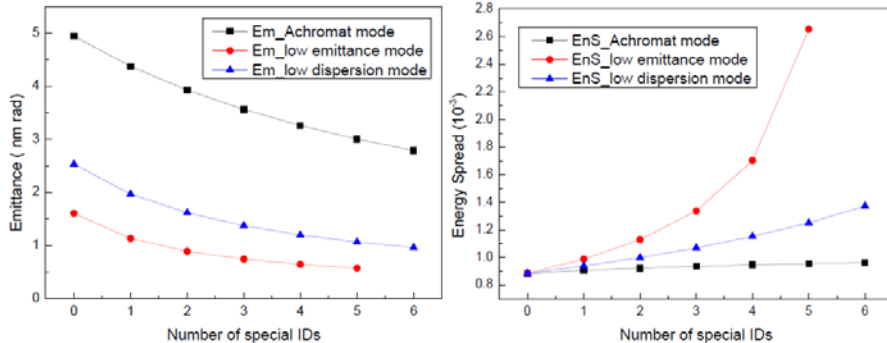 5
4
3
2
1
0
Emittance ( nm rad)
Em_Achromat mode
Em_low emittance mode
Em_low dispersion mode
0 1 2 3 4 5 6
Number of special IDs
2.8
2.6
2.4
2.2
2.0
1.8
1.6
1.4
1.2
1.0
0.8
Energy Spread (10-3)
EnS_Achromat mode
EnS_low emittance mode
EnS_low dispersion mode
0 1 2 3 4 5 6
Number of special IDs